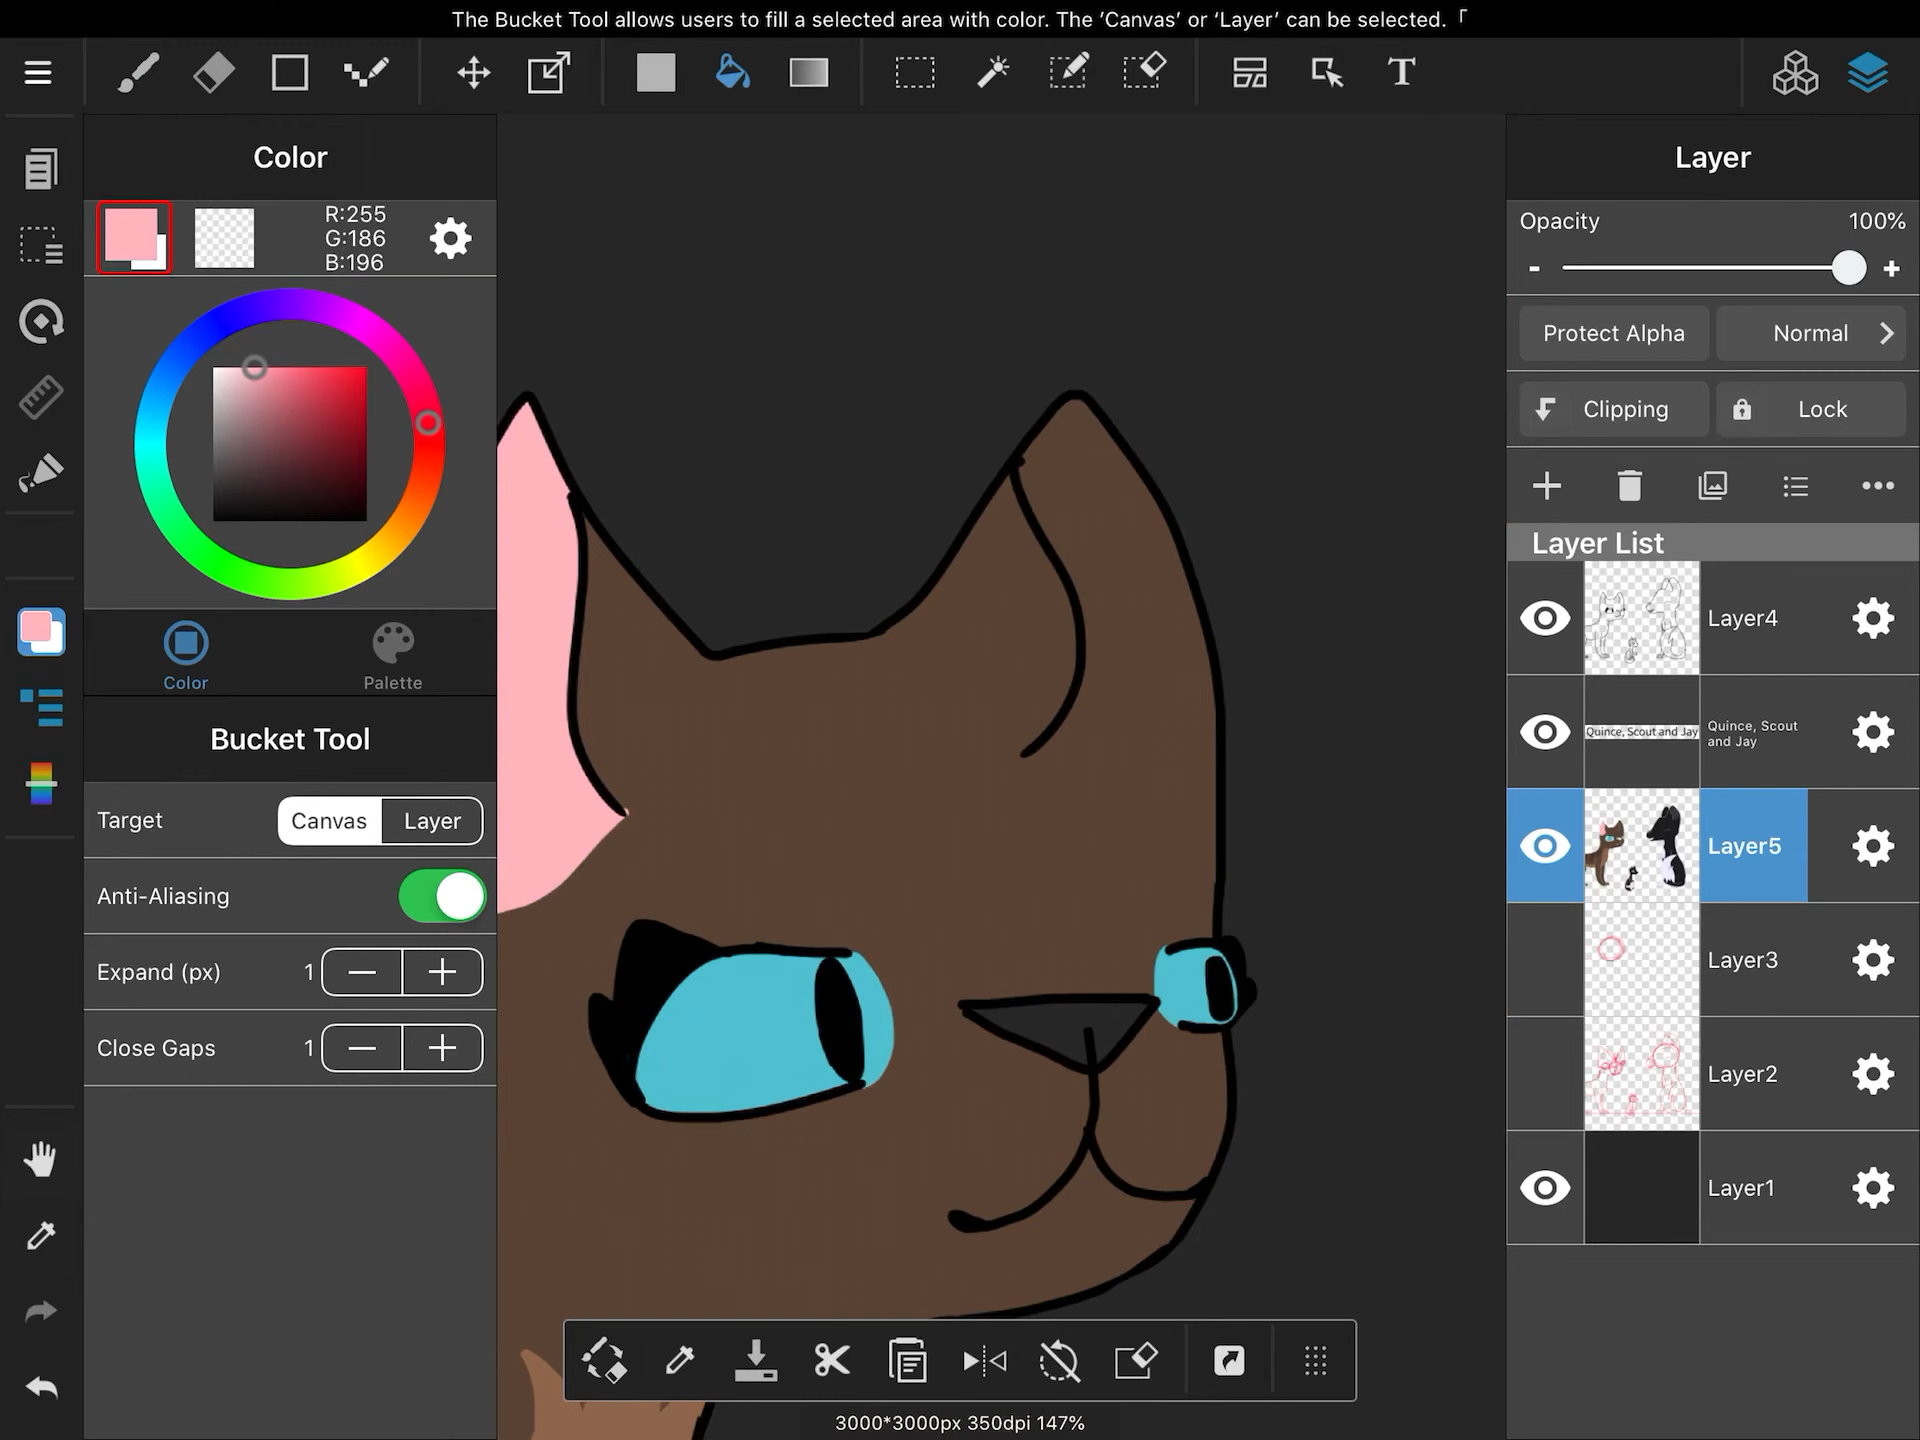 The Bucket Tool allows users to fill a selected area with color. The ‘Canvas’ or ‘Layer’ can be selected. 「
T
Color
R:255
G:186
B:196
Color
Palette
Bucket Tool
Target
Canvas
Layer
Anti-Aliasing
Expand (px)
1
Close Gaps
1
Layer
Opacity
100%
Protect Alpha
Normal
Clipping
Lock
Layer List
Layer4
Quince, Scout and Jay
Quince, Scout
and Jay
Layer5
Layer3
Layer2
Layer1
3000*3000px 350dpi 147%